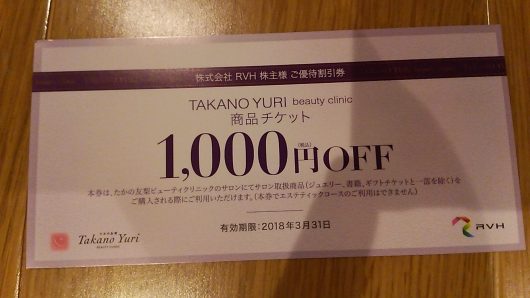 株式会社 RVH 株主様 ご優待割引券
TAKANO YURI beauty clinic
商品チケット
1,000円(税込)OFF
本券は、たかの友梨ビューティクリニックのサロンにてサロン取扱商品(ジュエリー、書籍、ギフトチケットと一部を除く)を
ご購入される際にご利用いただけます。(本券でエステティックコースのご利用はできません)
有効期限：2018年3月31日
Takano Yuri
BEAUTY CLINIC
RVH